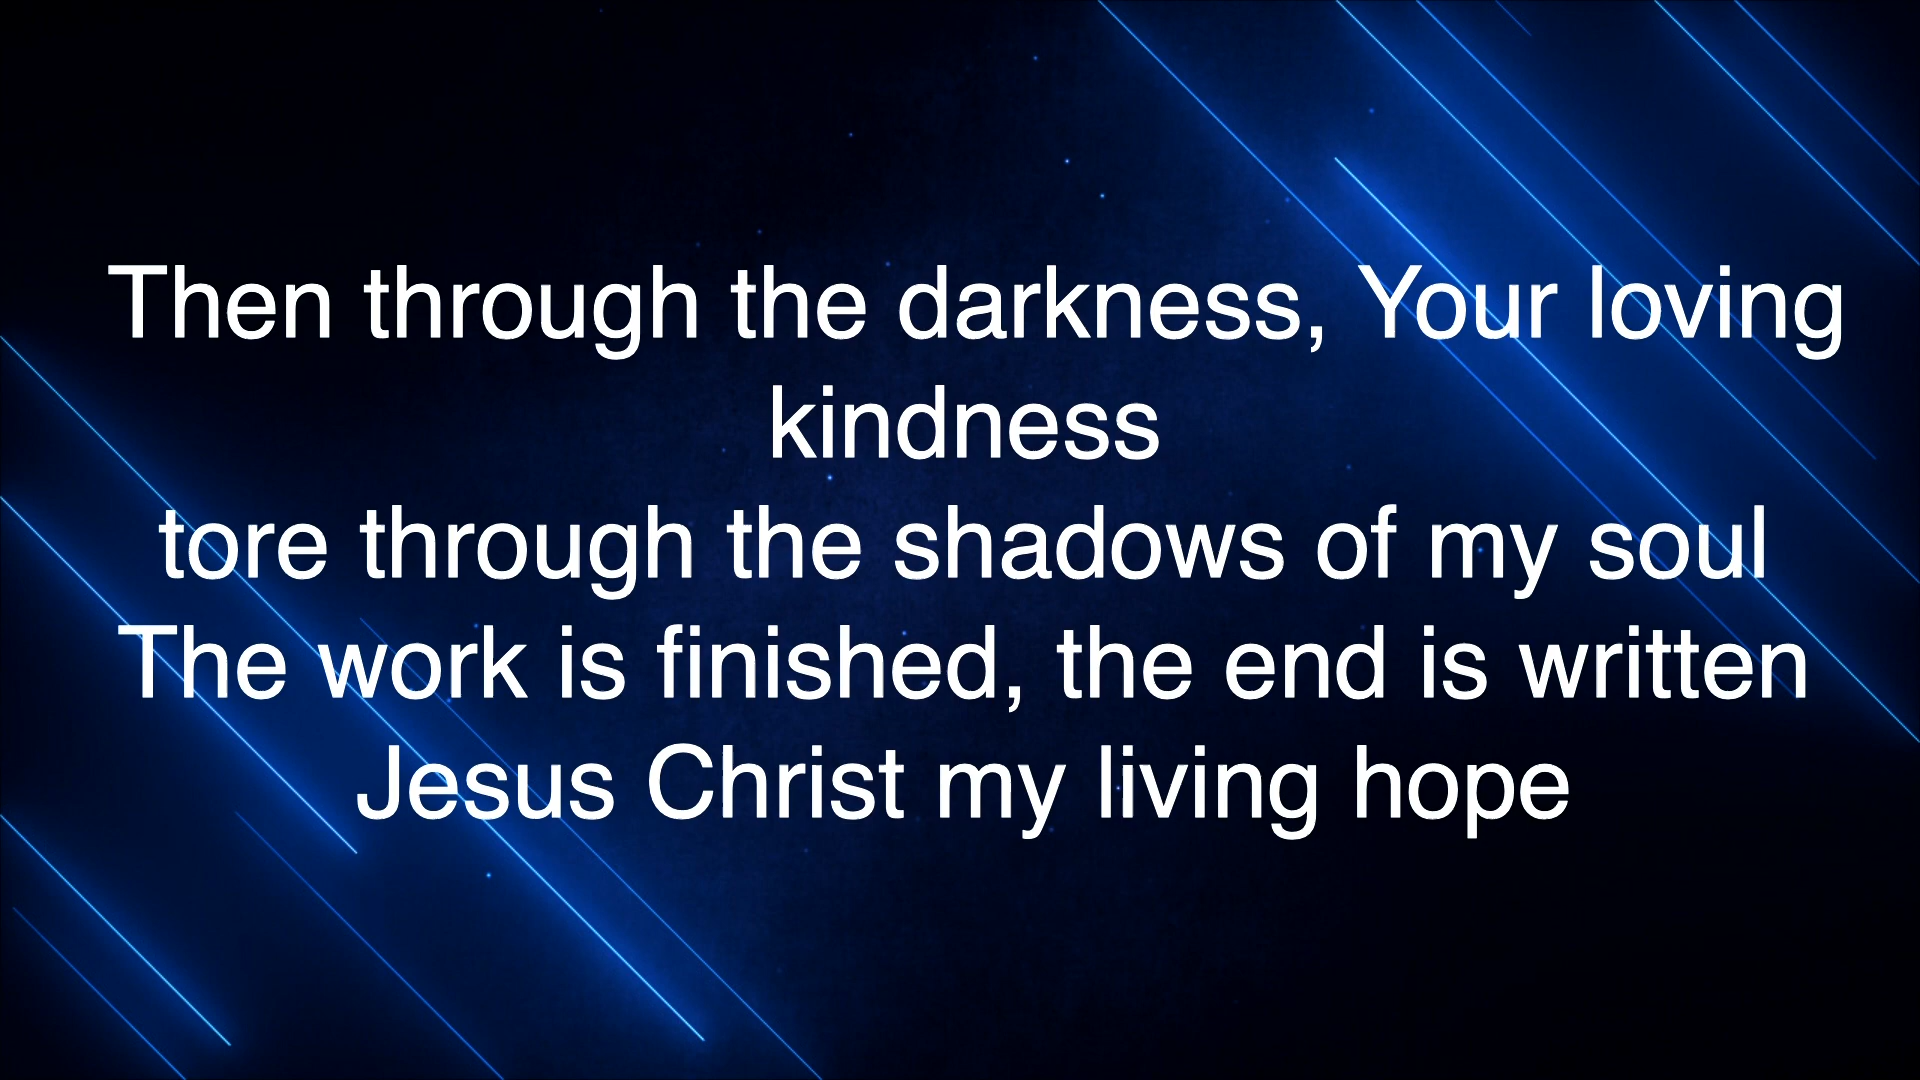 Then through the darkness, Your loving
kindness
tore through the shadows of my soul
The work is finished, the end is written
Jesus Christ my living hope